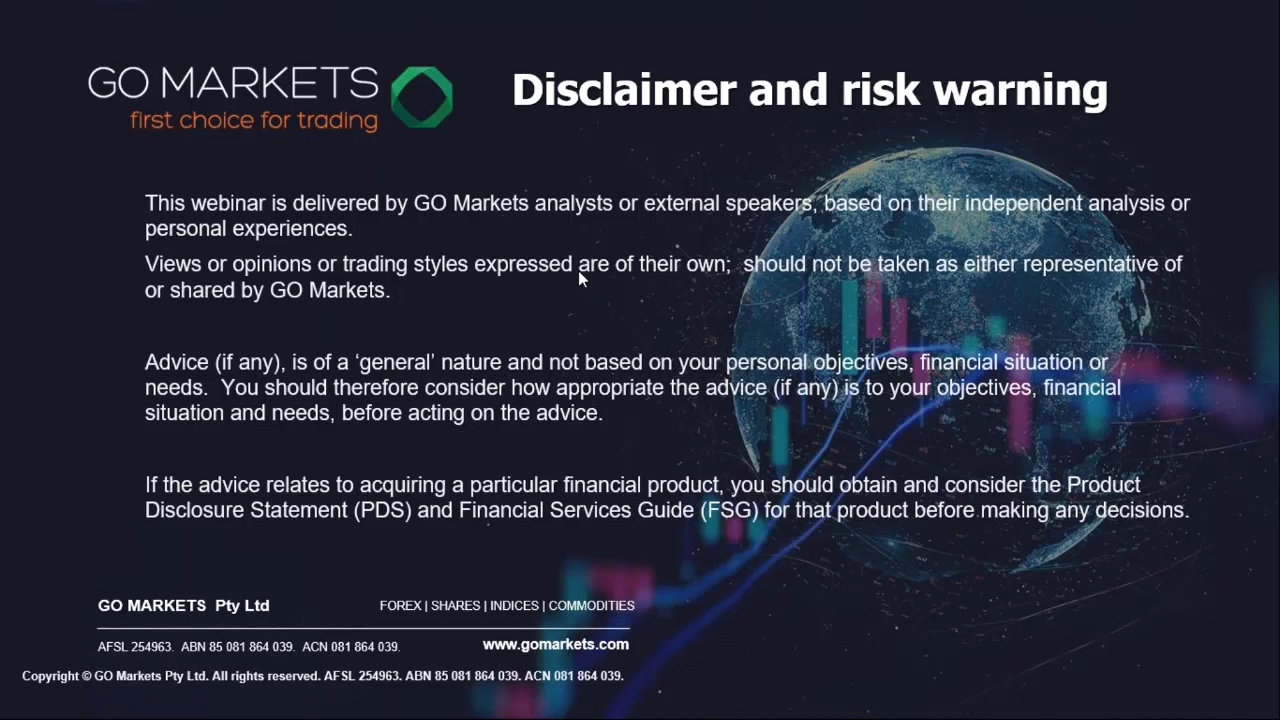 GO MARKETS
first choice for trading
Disclaimer and risk warning
This webinar is delivered by GO Markets analysts or external speakers, based on their independent analysis or
personal experiences.
Views or opinions or trading styles expressed are of their own;  should not be taken as either representative of
or shared by GO Markets.
Advice (if any), is of a ‘general’ nature and not based on your personal objectives, financial situation or
needs.  You should therefore consider how appropriate the advice (if any) is to your objectives, financial
situation and needs, before acting on the advice.
If the advice relates to acquiring a particular financial product, you should obtain and consider the Product
Disclosure Statement (PDS) and Financial Services Guide (FSG) for that product before making any decisions.
GO MARKETS  Pty Ltd
FOREX | SHARES | INDICES | COMMODITIES
AFSL 254963.  ABN 85 081 864 039.  ACN 081 864 039.
www.gomarkets.com
Copyright © GO Markets Pty Ltd. All rights reserved. AFSL 254963. ABN 85 081 864 039. ACN 081 864 039.